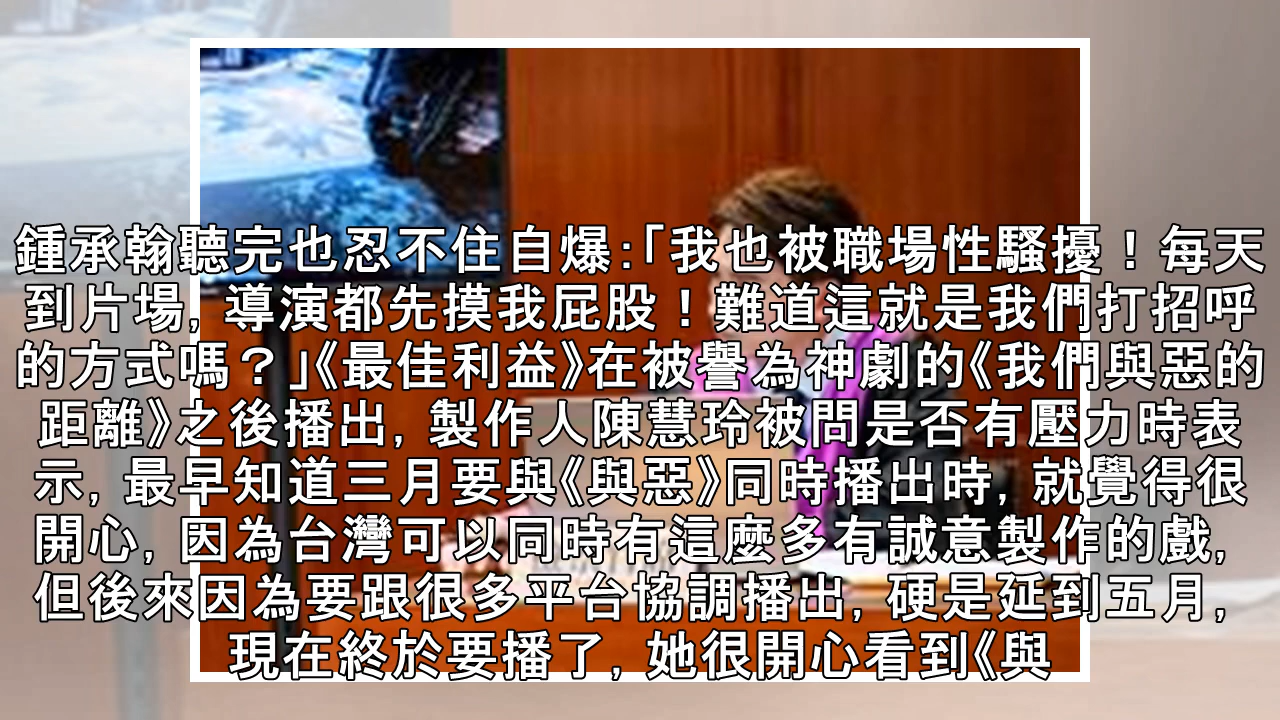 鍾承翰聽完也忍不住自爆:「我也被職場性騷擾！每天
到片場, 導演都先摸我屁股！難道這就是我們打招呼
的方式嗎？」《最佳利益》在被譽為神劇的《我們與惡的
距離》之後播出, 製作人陳慧玲被問是否有壓力時表
示, 最早知道三月要與《與惡》同時播出時, 就覺得很
開心, 因為台灣可以同時有這麼多有誠意製作的戲,
但後來因為要跟很多平台協調播出, 硬是延到五月,
現在終於要播了, 她很開心看到《與